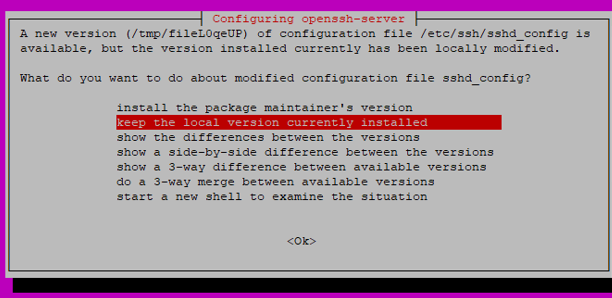 Configuring openssh-server
A new version (/tmp/fileL0qeUP) of configuration file /etc/ssh/sshd_config is
available, but the version installed currently has been locally modified.
What do you want to do about modified configuration file sshd_config?
install the package maintainer's version
keep the local version currently installed
show the differences between the versions
show a side-by-side difference between the versions
show a 3-way difference between available versions
do a 3-way merge between available versions
start a new shell to examine the situation
<Ok>